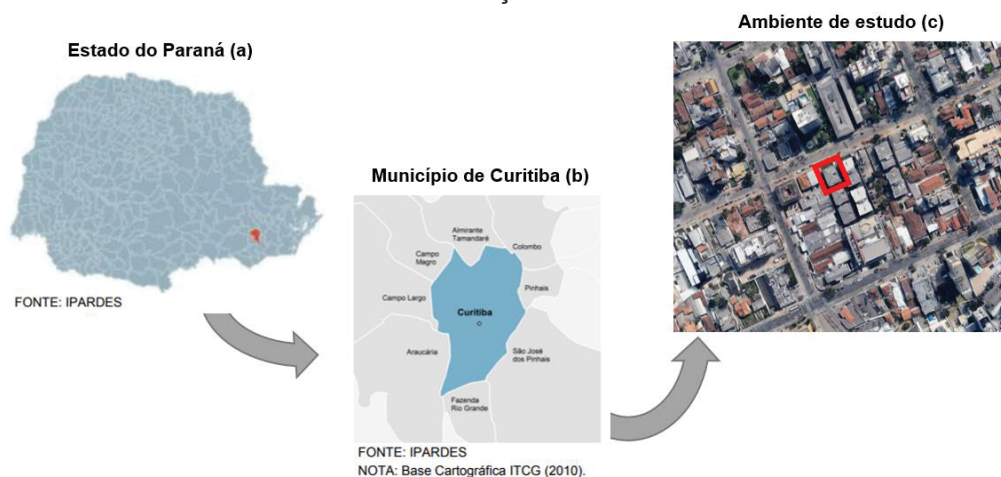 Estado do Paraná (a)
FONTE: IPARDES
Município de Curitiba (b)
Almirante
Tamandaré
Colombo
Campo
Magro
Pinhais
Campo Largo
Curitiba
Araucária
São José
dos Pinhais
Fazenda
Rio Grande
FONTE: IPARDES
NOTA: Base Cartográfica ITCG (2010).
Ambiente de estudo (c)